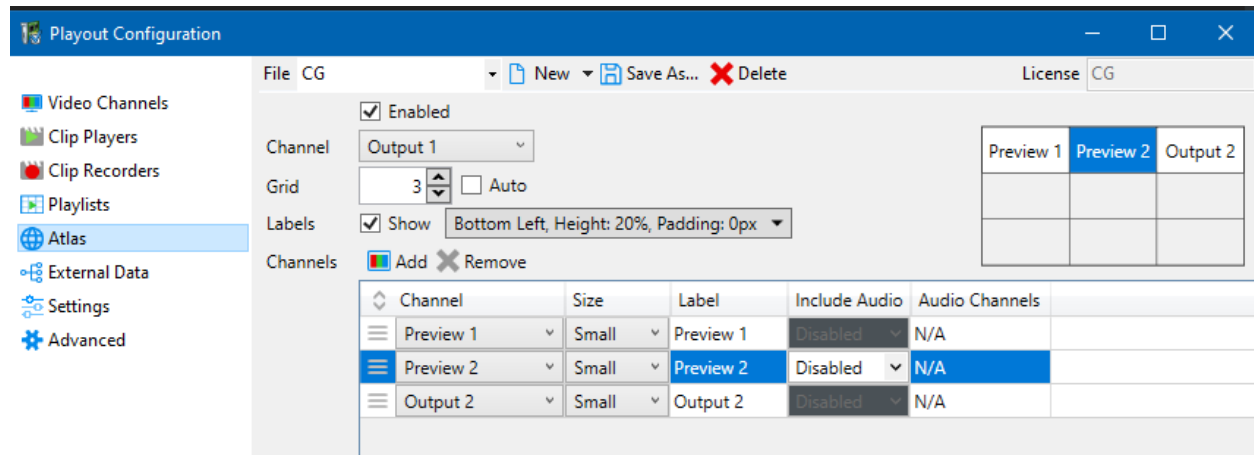 Playout Configuration
File CG New Save As... Delete License CG
Video Channels
Clip Players
Clip Recorders
Playlists
Atlas
External Data
Settings
Advanced
Enabled
Channel Output 1
Grid 3 Auto
Labels Show Bottom Left, Height: 20%, Padding: 0px
Channels Add Remove
Preview 1 Preview 2 Output 2
Channel Size Label Include Audio Audio Channels
Preview 1 Small Preview 1 Disabled N/A
Preview 2 Small Preview 2 Disabled N/A
Output 2 Small Output 2 Disabled N/A